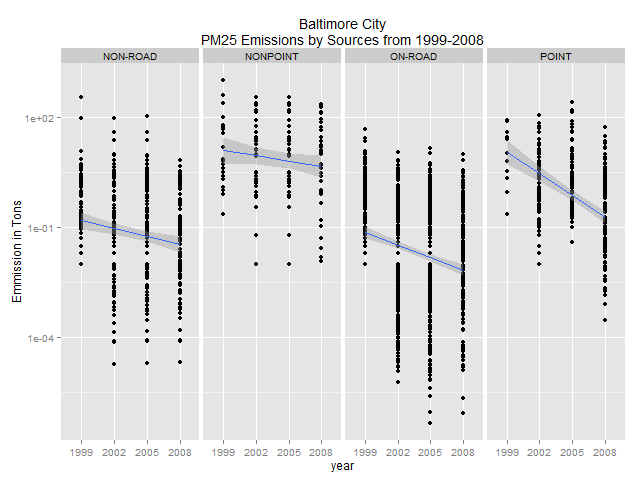 Baltimore City
PM25 Emissions by Sources from 1999-2008
NON-ROAD NONPOINT ON-ROAD POINT
Emmission in Tons
1e+02
1e-01
1e-04
1999 2002 2005 2008 1999 2002 2005 2008 1999 2002 2005 2008 1999 2002 2005 2008
year